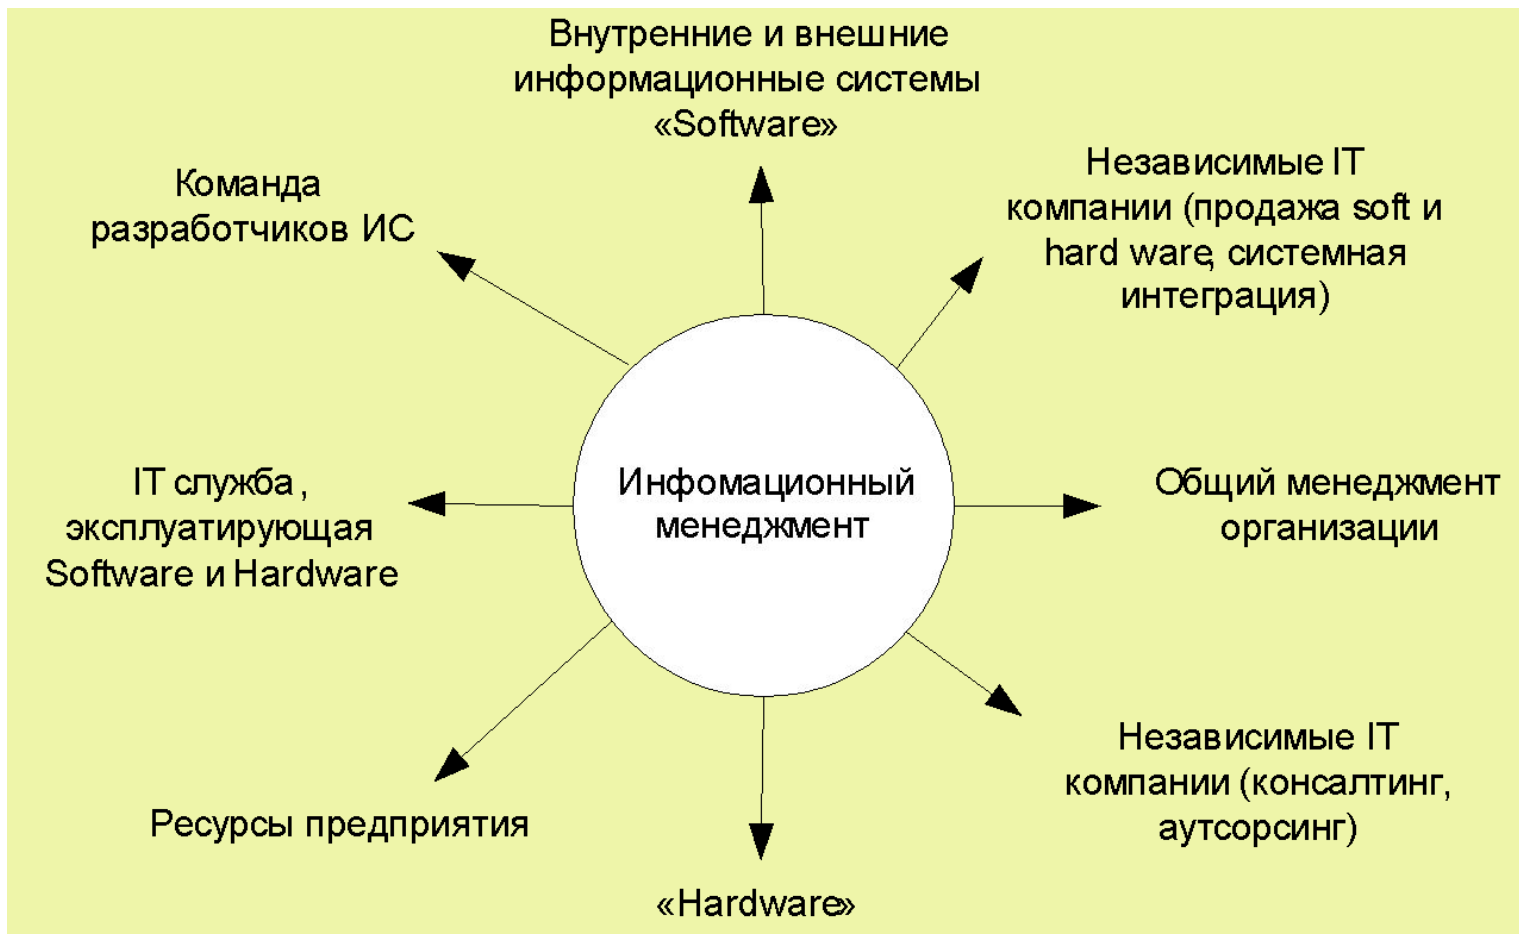 Внутренние и внешние
информационные системы
«Software»
Команда
разработчиков ИС
Независимые IT
компании (продажа soft и
hard ware, системная
интеграция)
IT служба,
эксплуатирующая
Software и Hardware
Инфомационный
менеджмент
Общий менеджмент
организации
Ресурсы предприятия
Независимые IT
компании (консалтинг,
аутсорсинг)
«Hardware»